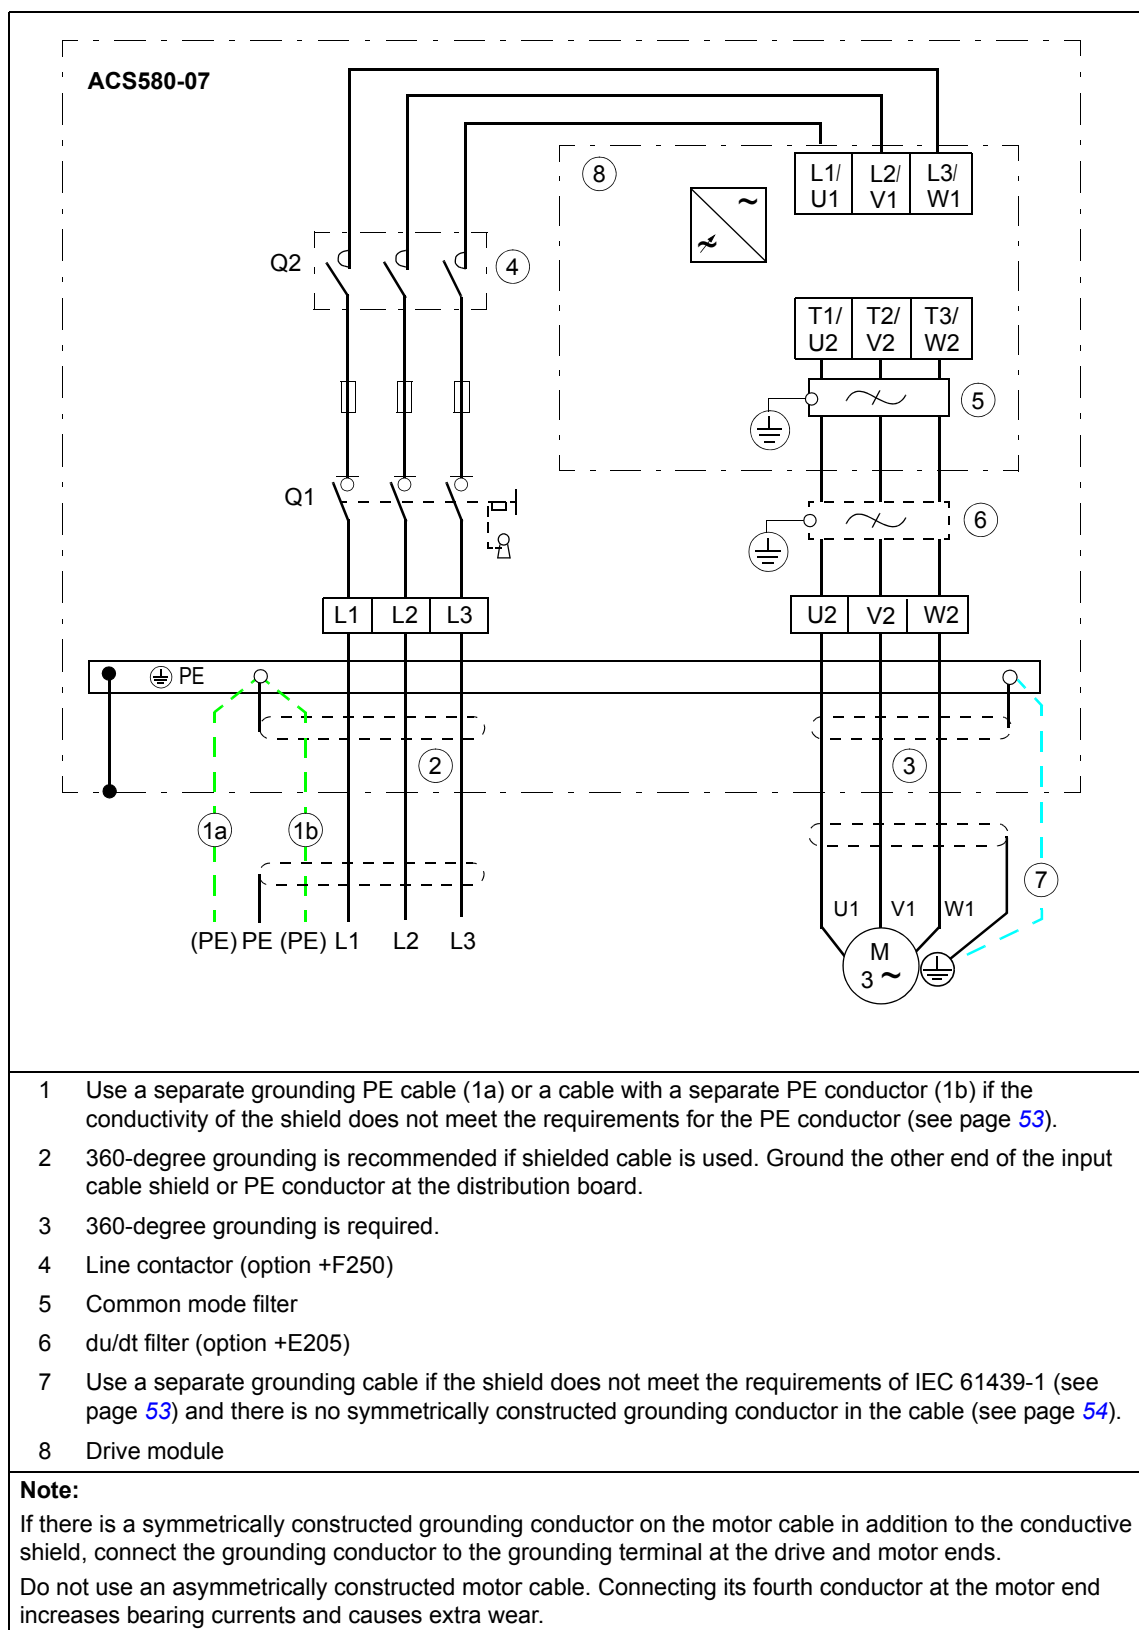 ACS580-07
8
L1/ L2/ L3/
U1 V1 W1
~
Q2
4
T1/ T2/ T3/
U2 V2 W2
5
Q1
6
L1 L2 L3
U2 V2 W2
PE
2
3
1a 1b
7
U1 V1 W1
(PE) PE (PE) L1 L2 L3
M
3 ~
1 Use a separate grounding PE cable (1a) or a cable with a separate PE conductor (1b) if the
conductivity of the shield does not meet the requirements for the PE conductor (see page 53).
2 360-degree grounding is recommended if shielded cable is used. Ground the other end of the input
cable shield or PE conductor at the distribution board.
3 360-degree grounding is required.
4 Line contactor (option +F250)
5 Common mode filter
6 du/dt filter (option +E205)
7 Use a separate grounding cable if the shield does not meet the requirements of IEC 61439-1 (see
page 53) and there is no symmetrically constructed grounding conductor in the cable (see page 54).
8 Drive module
Note:
If there is a symmetrically constructed grounding conductor on the motor cable in addition to the conductive
shield, connect the grounding conductor to the grounding terminal at the drive and motor ends.
Do not use an asymmetrically constructed motor cable. Connecting its fourth conductor at the motor end
increases bearing currents and causes extra wear.